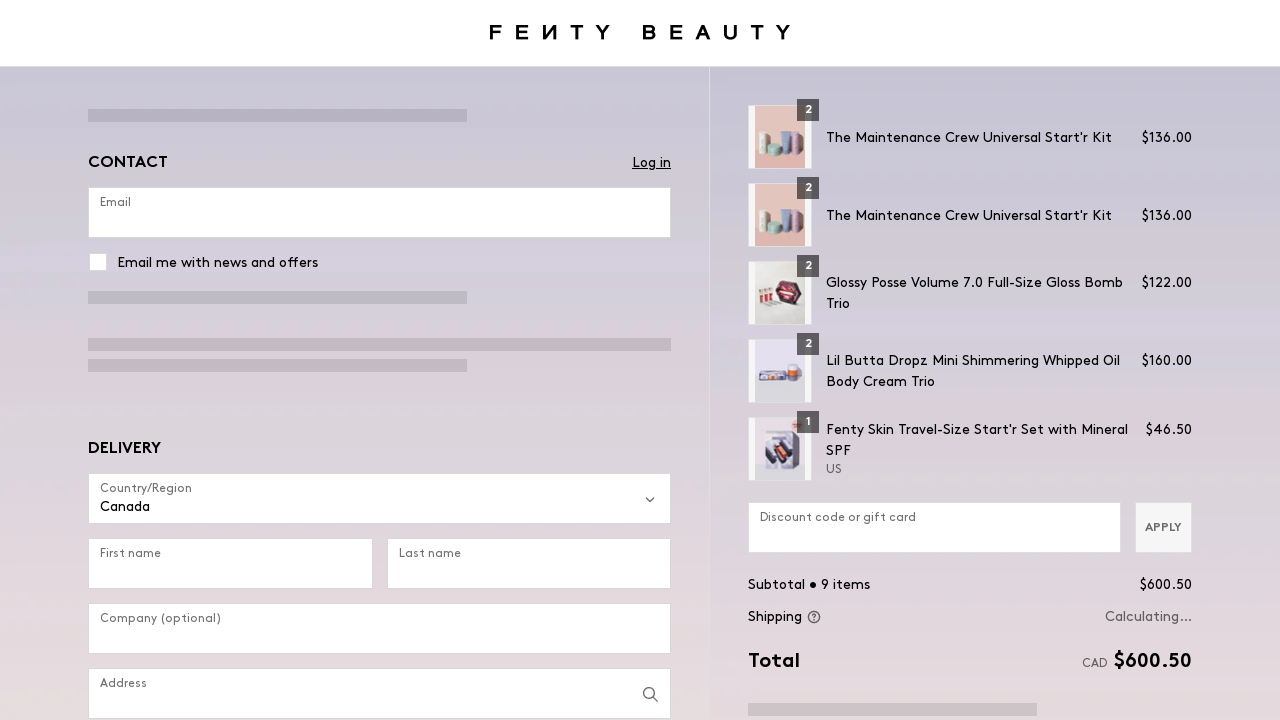 FENTY BEAUTY
CONTACT
Log in
Email
Email me with news and offers
DELIVERY
Country/Region
Canada
First name
Last name
Company (optional)
Address
2
The Maintenance Crew Universal Start'r Kit
$136.00
2
The Maintenance Crew Universal Start'r Kit
$136.00
2
Glossy Posse Volume 7.0 Full-Size Gloss Bomb
Trio
$122.00
2
Lil Butta Dropz Mini Shimmering Whipped Oil
Body Cream Trio
$160.00
1
Fenty Skin Travel-Size Start'r Set with Mineral
SPF
US
$46.50
Discount code or gift card
APPLY
Subtotal • 9 items
$600.50
Shipping
Calculating...
Total
CAD $600.50